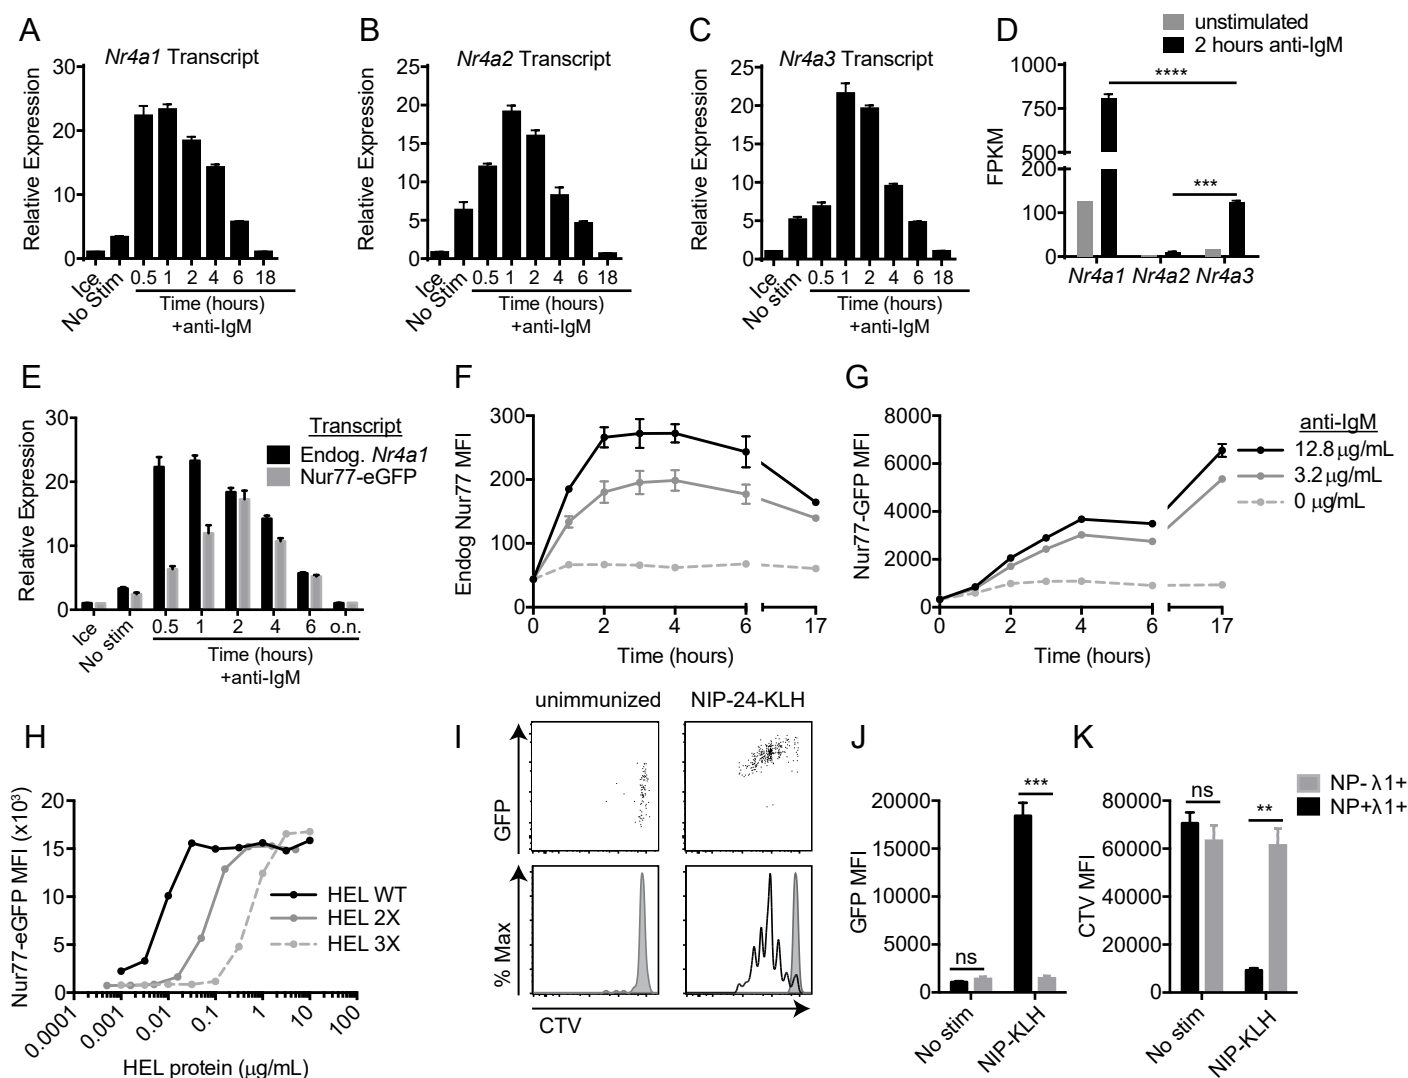 A
Nr4a1 Transcript
Relative Expression
30
20
10
0
Ice
No Stim
0.5 1 2 4 6 18
Time (hours)
+anti-IgM
B
Nr4a2 Transcript
Relative Expression
25
20
15
10
5
0
Ice
No Stim
0.5 1 2 4 6 18
Time (hours)
+anti-IgM
C
Nr4a3 Transcript
Relative Expression
25
20
15
10
5
0
Ice
No stim
0.5 1 2 4 6 18
Time (hours)
+anti-IgM
D
unstimulated
2 hours anti-IgM
FPKM
1000
750
500
200
100
0
****
***
Nr4a1 Nr4a2 Nr4a3
E
Relative Expression
30
20
10
0
Transcript
Endog. Nr4a1
Nur77-eGFP
Ice
No stim
0.5 1 2 4 6 o.n.
Time (hours)
+anti-IgM
F
Endog Nur77 MFI
300
200
100
0
0 2 4 6 17
Time (hours)
G
Nur77-GFP MFI
8000
6000
4000
2000
0
0 2 4 6 17
Time (hours)
anti-IgM
12.8 µg/mL
3.2 µg/mL
0 µg/mL
H
Nur77-eGFP MFI (x10³)
20
15
10
5
0
HEL WT
HEL 2X
HEL 3X
0.0001 0.001 0.01 0.1 1 10 100
HEL protein (µg/mL)
I
unimmunized NIP-24-KLH
GFP
% Max
CTV
J
GFP MFI
20000
15000
10000
5000
0
ns
***
No stim
NIP-KLH
K
CTV MFI
80000
60000
40000
20000
0
ns
**
No stim
NIP-KLH
NP- λ1+
NP+λ1+